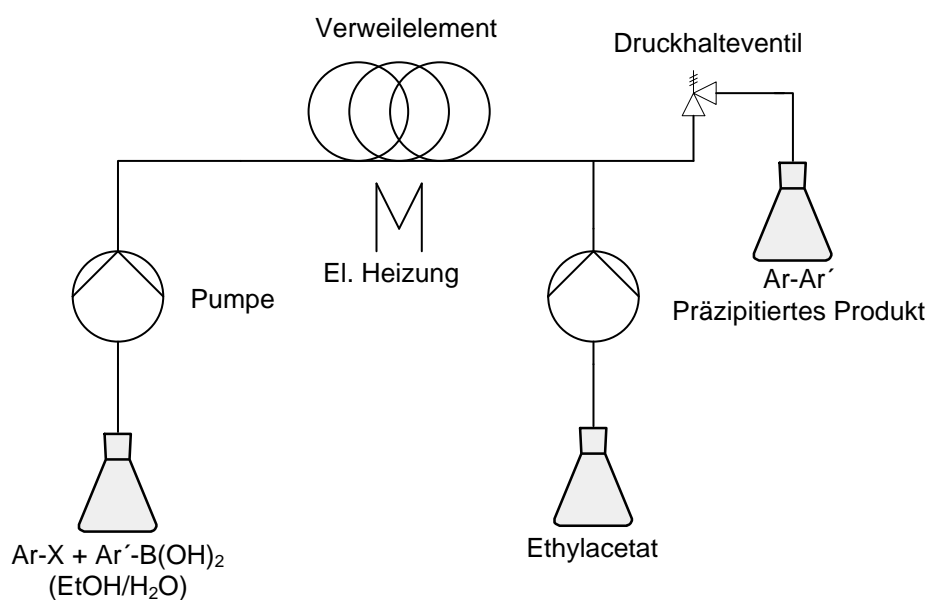 Verweilelement
Druckhalteventil
El. Heizung
Pumpe
Ar-Ar´
Präzipitiertes Produkt
Ar-X + Ar´-B(OH)₂
(EtOH/H₂O)
Ethylacetat